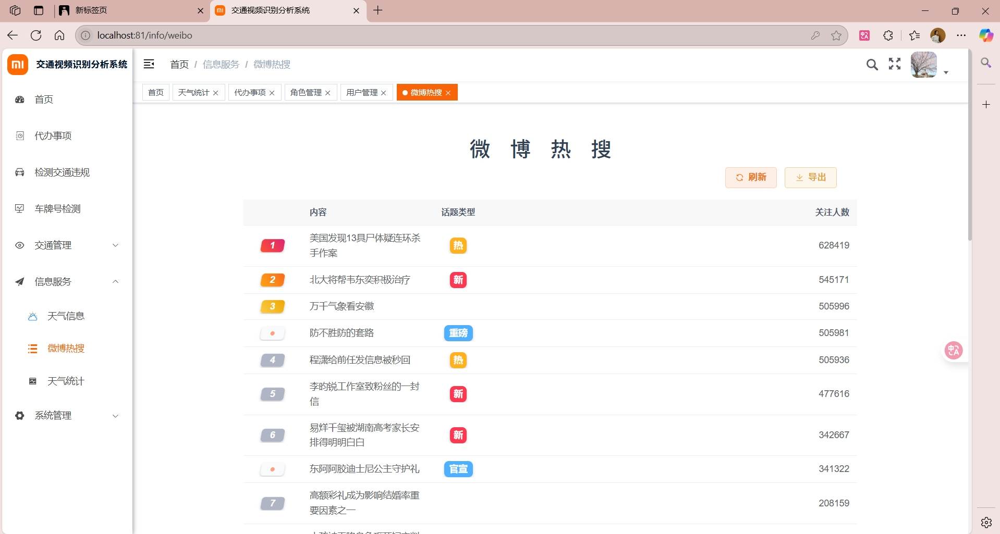 新标签页
交通视频识别分析系统
localhost:81/info/weibo
交通视频识别分析系统
首页 / 信息服务 / 微博热搜
首页
天气统计
代办事项
角色管理
用户管理
微博热搜
首页
代办事项
检测交通违规
车牌号检测
交通管理
信息服务
天气信息
微博热搜
天气统计
系统管理
微博热搜
刷新
导出
内容 话题类型 关注人数
1 美国发现13具尸体疑连环杀 热 628419
手作案
2 北大将帮韦东奕积极治疗 新 545171
3 万千气象看安徽 505996
防不胜防的套路 重磅 505981
4 程潇给前任发信息被秒回 热 505936
5 李昀锐工作室致粉丝的一封 新 477616
信
6 易烊千玺被湖南高考家长安 新 342667
排得明明白白
东阿阿胶迪士尼公主守护礼 官宣 341322
7 高额彩礼成为影响结婚率重 208159
要因素之一